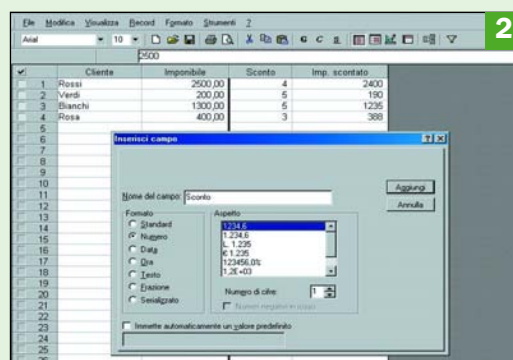 2
File Modifica Visualizza Record Formato Strumenti ?
Arial 10 G C S
2500
Cliente Imponibile Sconto Imp. scontato
1 Rossi 2500,00 4 2400
2 Verdi 200,00 5 190
3 Bianchi 1300,00 5 1235
4 Rosa 400,00 3 388
5
6
7
8
9
10
11
12
13
14
15
16
17
18
19
20
21
22
23
24
25
Inserisci campo
Nome del campo: Sconto
Aggiungi
Annulla
Formato
Standard
Numero
Data
Ora
Testo
Frazione
Serializzato
Aspetto
1234,6
1.234,6
L. 1.235
€ 1.235
123456,0%
1,2E+03
Numero di cifre: 1
Numeri negativi in rosso
Immette automaticamente un valore predefinito